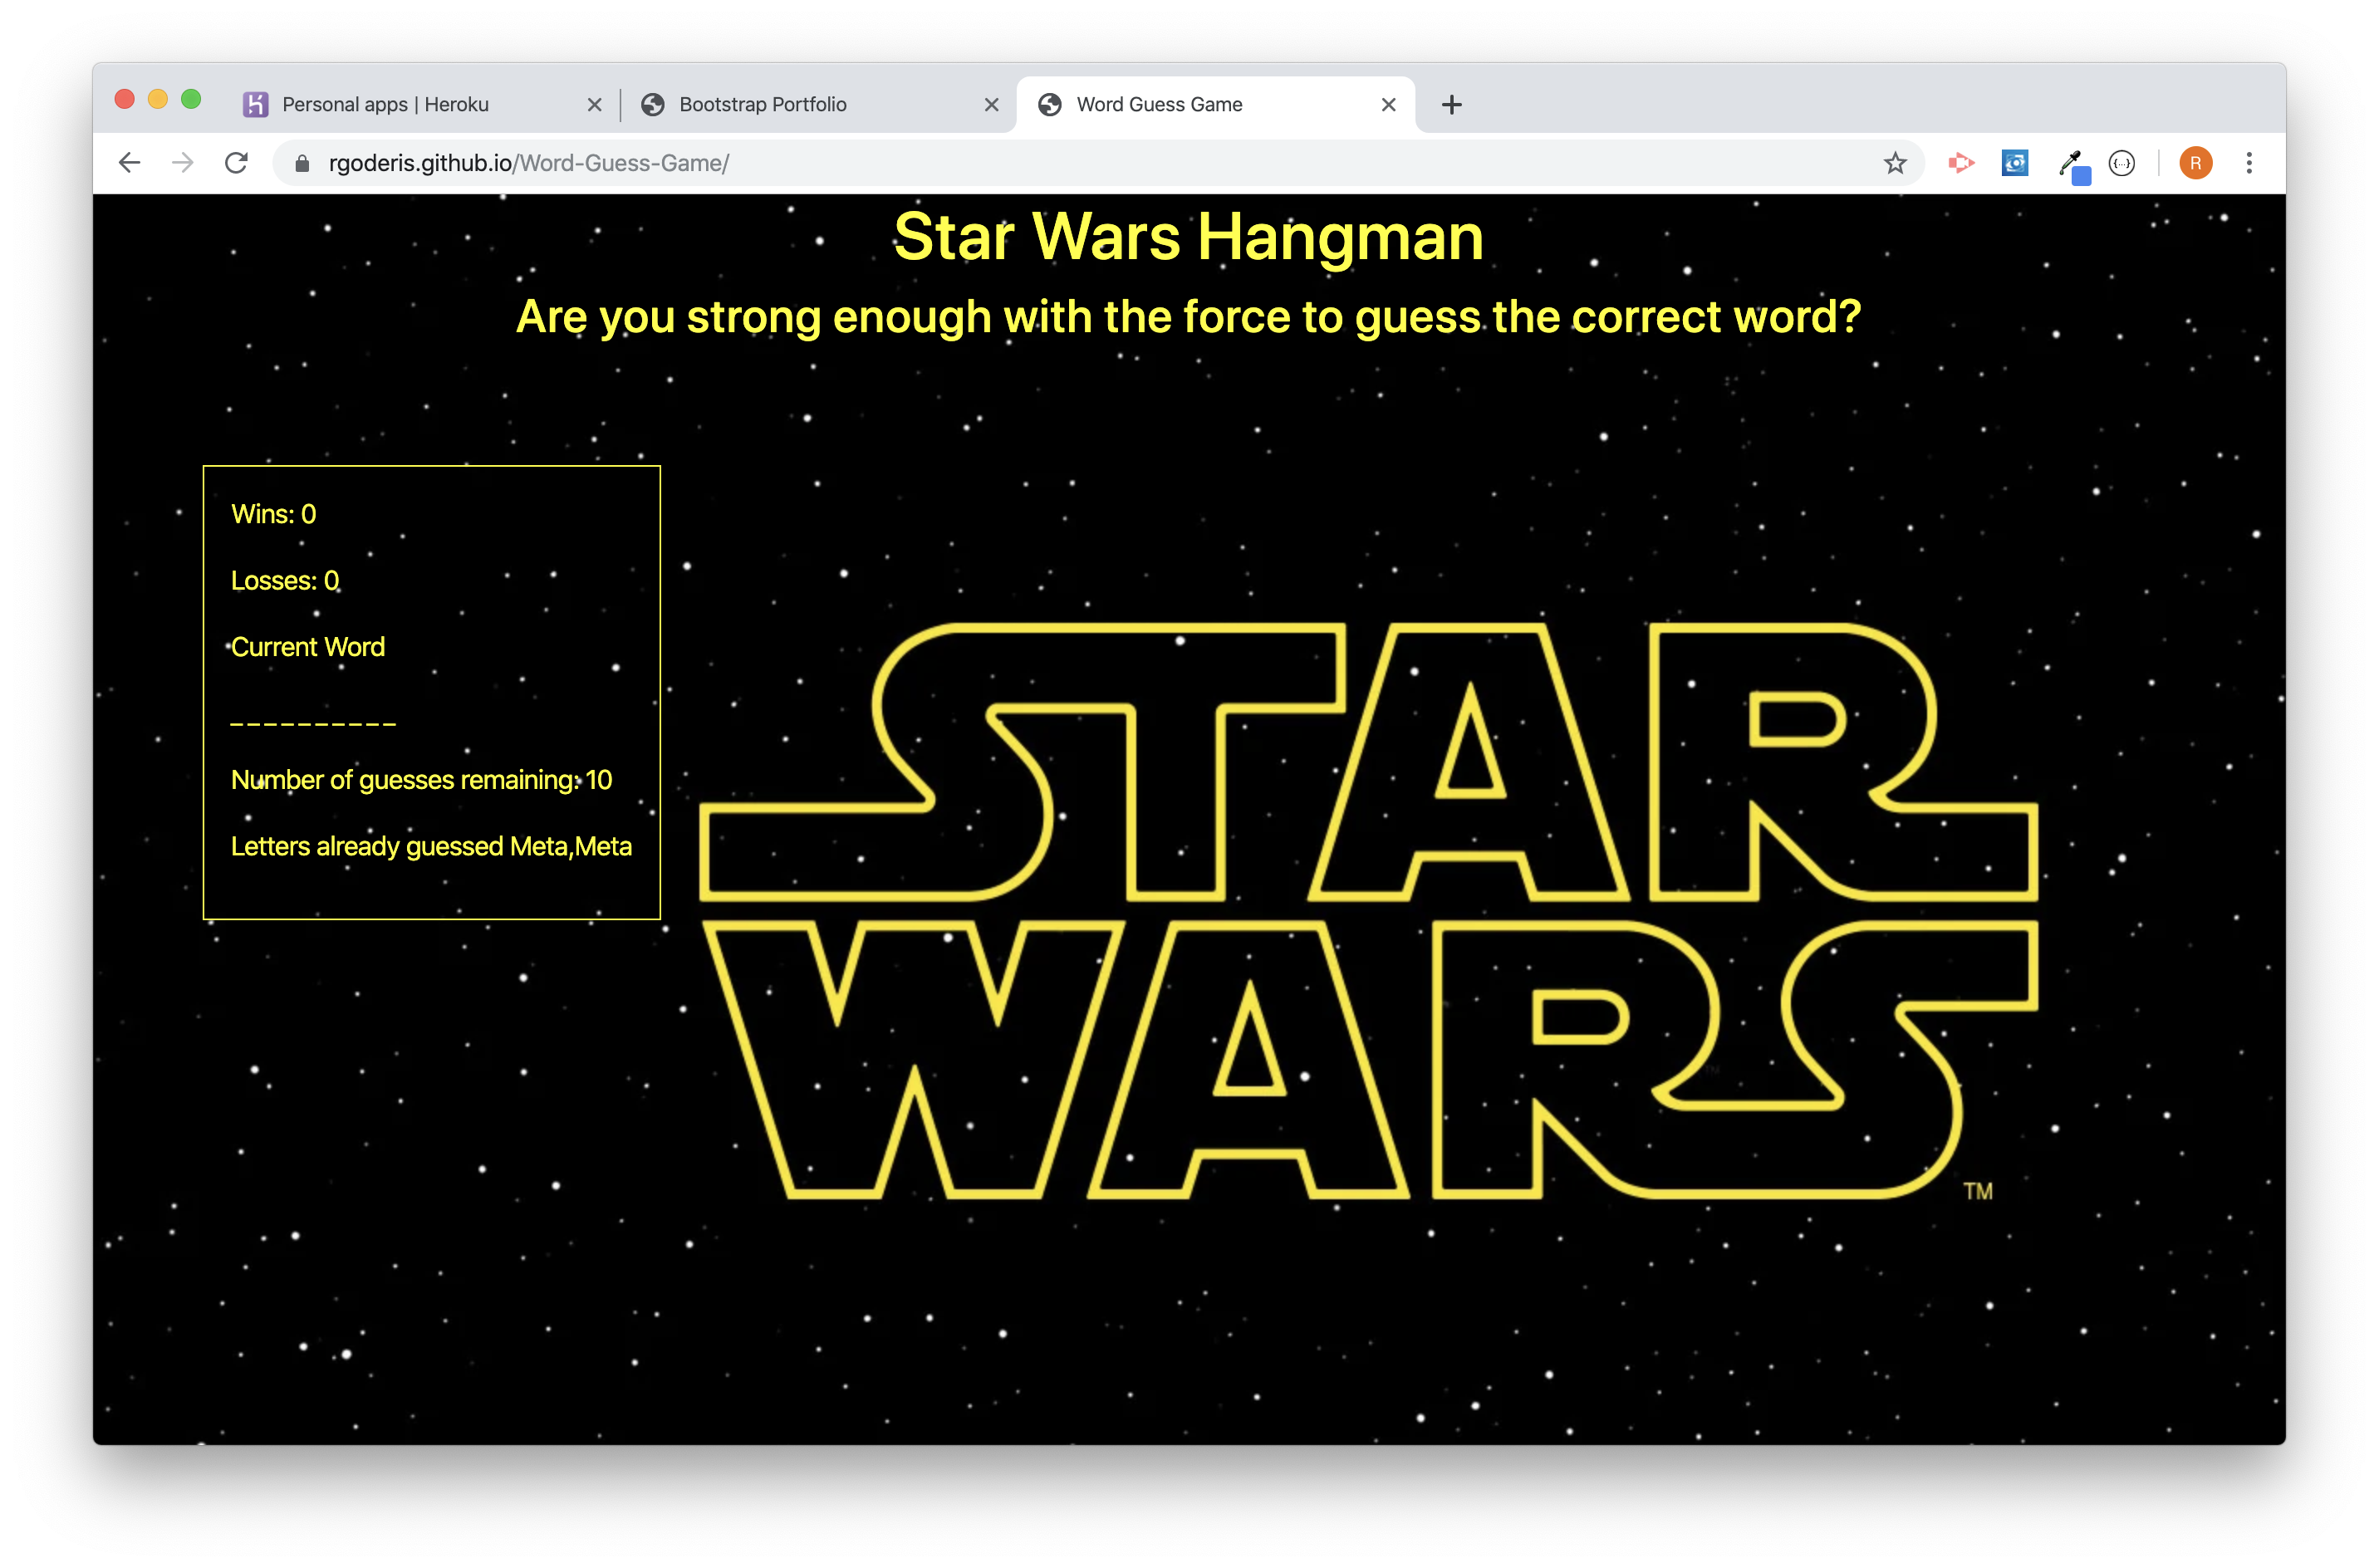 Personal apps | Heroku
Bootstrap Portfolio
Word Guess Game
rgoderis.github.io/Word-Guess-Game/
R
Star Wars Hangman
Are you strong enough with the force to guess the correct word?
Wins: 0
Losses: 0
Current Word
_ _ _ _ _ _ _ _ _ _
Number of guesses remaining: 10
Letters already guessed Meta,Meta
STAR
WARS
TM